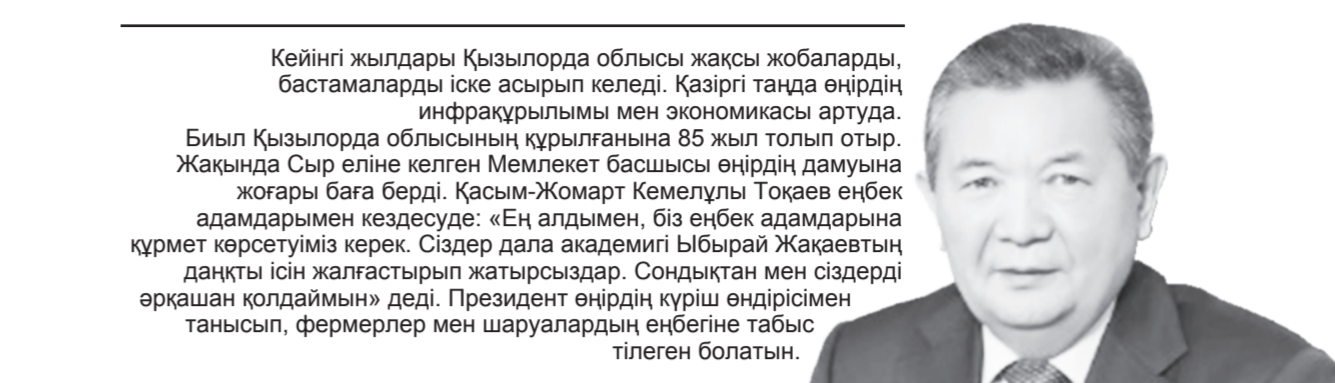 Кейінгі жылдары Қызылорда облысы жақсы жобаларды,
бастамаларды іске асырып келеді. Қазіргі таңда өңірдің
инфрақұрылымы мен экономикасы артуда.
Биыл Қызылорда облысының құрылғанына 85 жыл толып отыр.
Жақында Сыр еліне келген Мемлекет басшысы өңірдің дамуына
жоғары баға берді. Қасым-Жомарт Кемелұлы Тоқаев еңбек
адамдарымен кездесуде: «Ең алдымен, біз еңбек адамдарына
құрмет көрсетуіміз керек. Сіздер дала академигі Ыбырай Жақаевтың
даңқты ісін жалғастырып жатырсыздар. Сондықтан мен сіздерді
әрқашан қолдаймын» деді. Президент өңірдің күріш өндірісімен
танысып, фермерлер мен шаруалардың еңбегіне табыс
тілеген болатын.